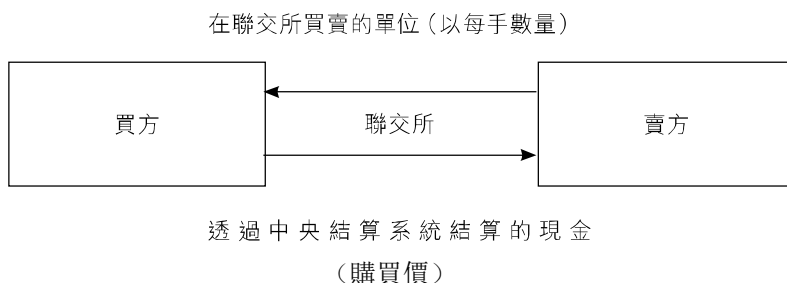 在聯交所買賣的單位（以每手數量）
買方
聯交所
賣方
透過中央結算系統結算的現金
（購買價）